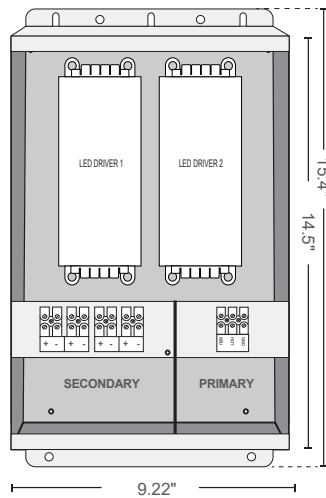 LED DRIVER 1
LED DRIVER 2
15.4"
14.5"
+ - + - + - + -
NEU HOT GND
SECONDARY
PRIMARY
9.22"